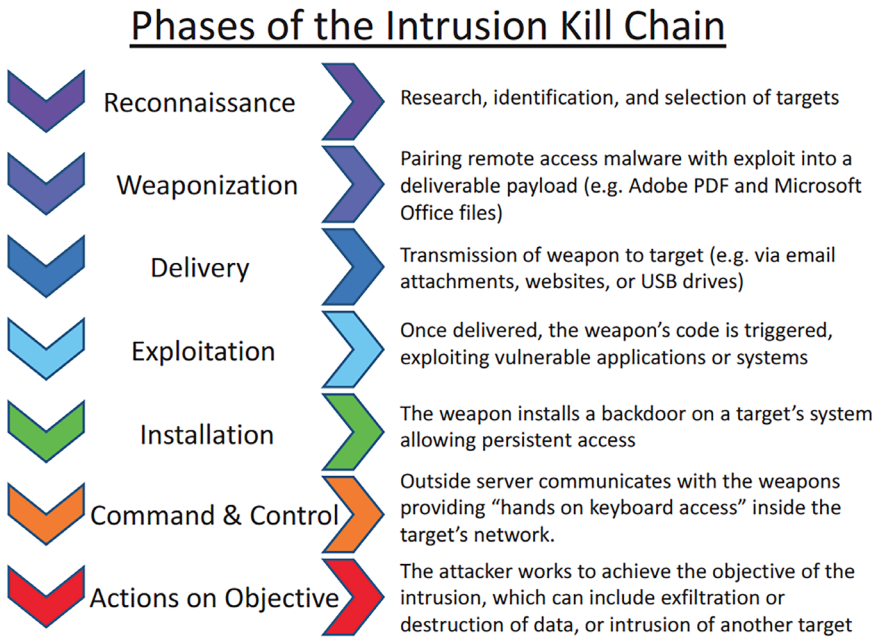 Phases of the Intrusion Kill Chain
Reconnaissance
Research, identification, and selection of targets
Weaponization
Pairing remote access malware with exploit into a
deliverable payload (e.g. Adobe PDF and Microsoft
Office files)
Delivery
Transmission of weapon to target (e.g. via email
attachments, websites, or USB drives)
Exploitation
Once delivered, the weapon's code is triggered,
exploiting vulnerable applications or systems
Installation
The weapon installs a backdoor on a target's system
allowing persistent access
Command & Control
Outside server communicates with the weapons
providing “hands on keyboard access” inside the
target's network.
Actions on Objective
The attacker works to achieve the objective of the
intrusion, which can include exfiltration or
destruction of data, or intrusion of another target